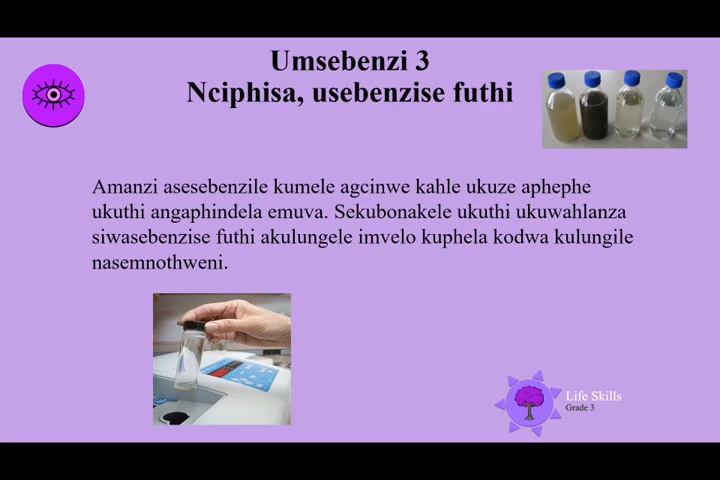 Umsebenzi 3
Nciphisa, usebenzise futhi
Amanzi asesebenzile kumele agcinwe kahle ukuze aphephe
ukuthi angaphindela emuva. Sekubonakele ukuthi ukuwahlanza
siwasebenzise futhi akulungele imvelo kuphela kodwa kulungile
nasemnothweni.
Life Skills
Grade 3